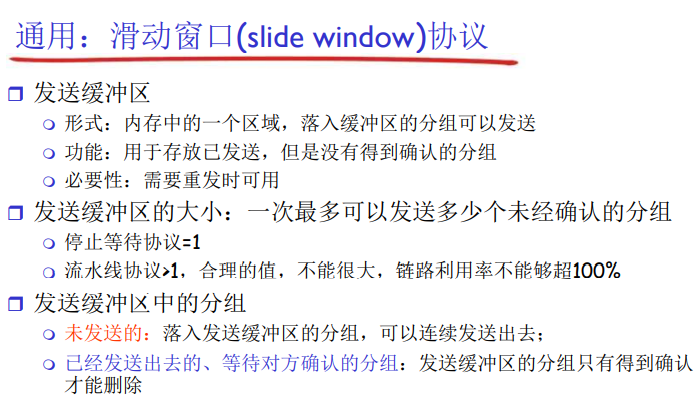 通用：滑动窗口(slide window)协议
发送缓冲区
形式：内存中的一个区域，落入缓冲区的分组可以发送
功能：用于存放已发送，但是没有得到确认的分组
必要性：需要重发时可用
发送缓冲区的大小：一次最多可以发送多少个未经确认的分组
停止等待协议=1
流水线协议>1，合理的值，不能很大，链路利用率不能够超100%
发送缓冲区中的分组
未发送的：落入发送缓冲区的分组，可以连续发送出去；
已经发送出去的、等待对方确认的分组：发送缓冲区的分组只有得到确认
才能删除